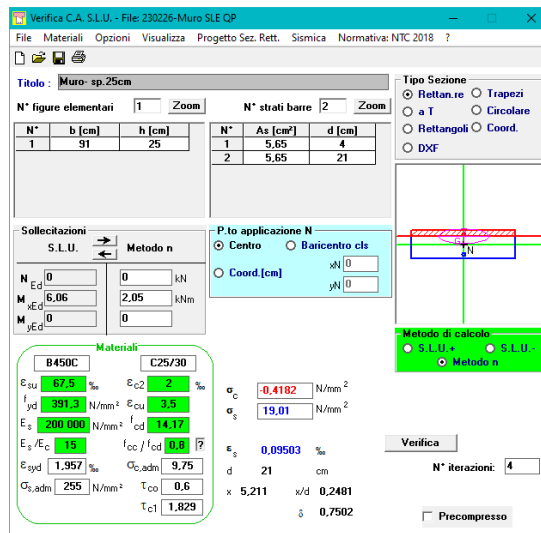 Verifica C.A. S.L.U. - File: 230226-Muro SLE QP
File Materiali Opzioni Visualizza Progetto Sez. Rett. Sismica Normativa: NTC 2018 ?
Titolo : Muro- sp.25cm
N° figure elementari 1 Zoom N° strati barre 2 Zoom
N° b [cm] h [cm]
1 91 25
N° As [cm²] d [cm]
1 5,65 4
2 5,65 21
Tipo Sezione
Rettan.re Trapezi
a T Circolare
Rettangoli Coord.
DXF
Sollecitazioni
S.L.U. Metodo n
N Ed 0 0 kN
M xEd 6,06 2,05 kNm
M yEd 0 0
P.to applicazione N
Centro Baricentro cls
Coord.[cm] xN 0
yN 0
G
N
Metodo di calcolo
S.L.U.+ S.L.U.-
Metodo n
Materiali
B450C C25/30
εsu 67,5 ‰ εc2 2 ‰
fyd 391,3 N/mm² εcu 3,5
Es 200 000 N/mm² fcd 14,17
Es/Ec 15 fcc/fcd 0,8 ?
εsyd 1,957 ‰ σc,adm 9,75
σs,adm 255 N/mm² τco 0,6
τc1 1,829
σc -0,4182 N/mm²
σs 19,01 N/mm²
εs 0,09503 ‰
d 21 cm
x 5,211 x/d 0,2481
δ 0,7502
Verifica
N° iterazioni: 4
Precompresso